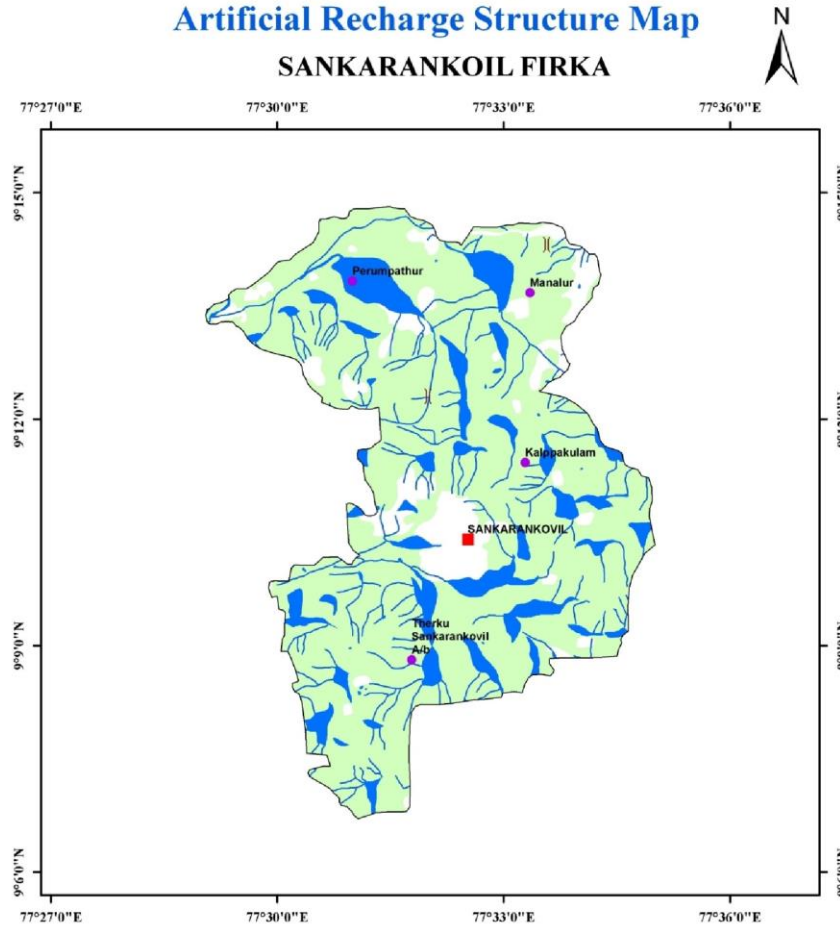 Artificial Recharge Structure Map
N
SANKARANKOIL FIRKA
77°27'0"E 77°30'0"E 77°33'0"E 77°36'0"E
9°15'0"N
Perumpathur
Manalur
9°12'0"N
Kalppakulam
SANKARANKOVIL
9°9'0"N
Therku
Sankarankovil
A/b
9°6'0"N
77°27'0"E 77°30'0"E 77°33'0"E 77°36'0"E